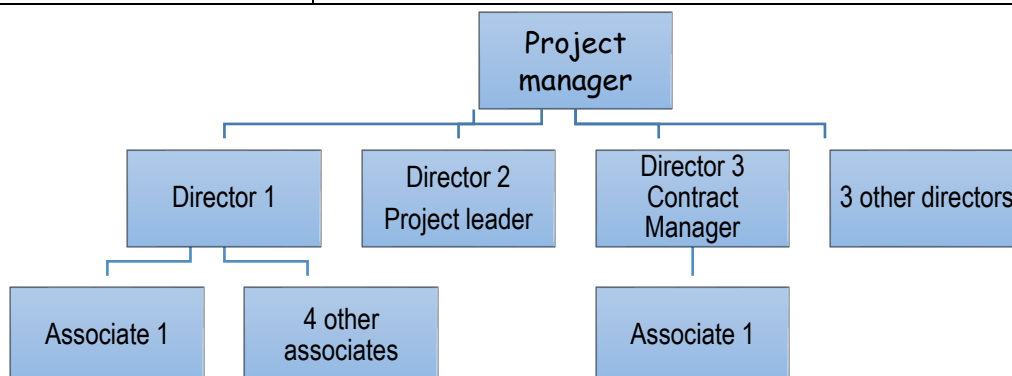 Project
manager
Director 1
Director 2
Project leader
Director 3
Contract
Manager
3 other directors
Associate 1
4 other
associates
Associate 1